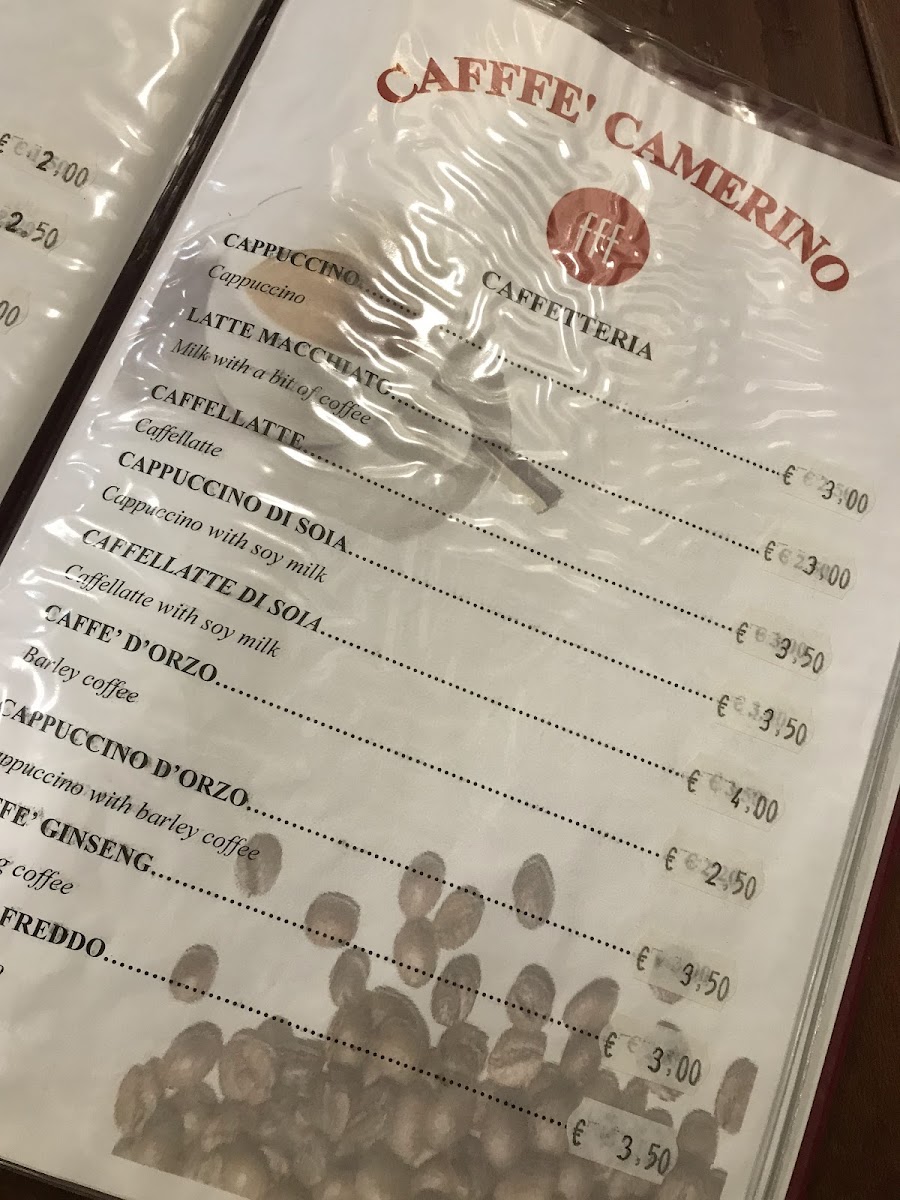 € 2,00
2.50
00
CAFFFE' CAMERINO
fff
CAFFETTERIA
CAPPUCCINO........................................€ 3,00
Cappuccino
LATTE MACCHIATO........................................€ 3,00
Milk with a bit of coffee
CAFFELLATTE........................................€ 3,50
Caffellatte
CAPPUCCINO DI SOIA........................................€ 3,50
Cappuccino with soy milk
CAFFELLATTE DI SOIA........................................€ 4,00
Caffellatte with soy milk
CAFFE' D'ORZO........................................€ 2,50
Barley coffee
CAPPUCCINO D'ORZO........................................€ 3,50
appuccino with barley coffee
FE' GINSENG........................................€ 3,00
g coffee
FREDDO........................................€ 3,50
o